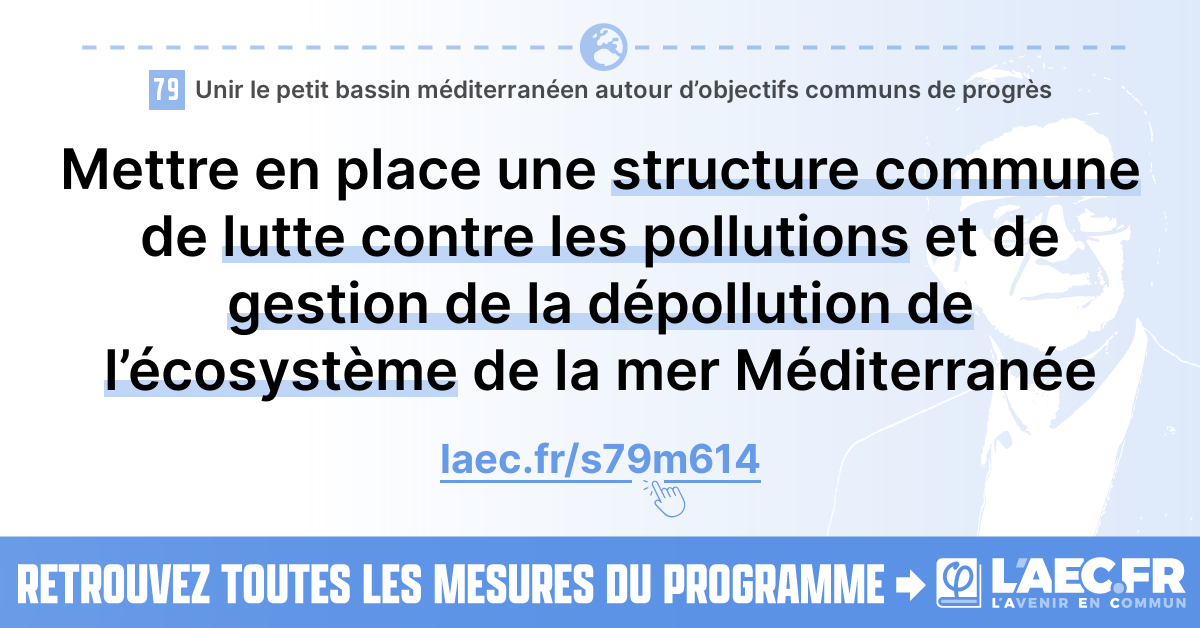 79 Unir le petit bassin méditerranéen autour d’objectifs communs de progrès
Mettre en place une structure commune
de lutte contre les pollutions et de
gestion de la dépollution de
l’écosystème de la mer Méditerranée
laec.fr/s79m614
RETROUVEZ TOUTES LES MESURES DU PROGRAMME
L'AEC.FR
L'AVENIR EN COMMUN